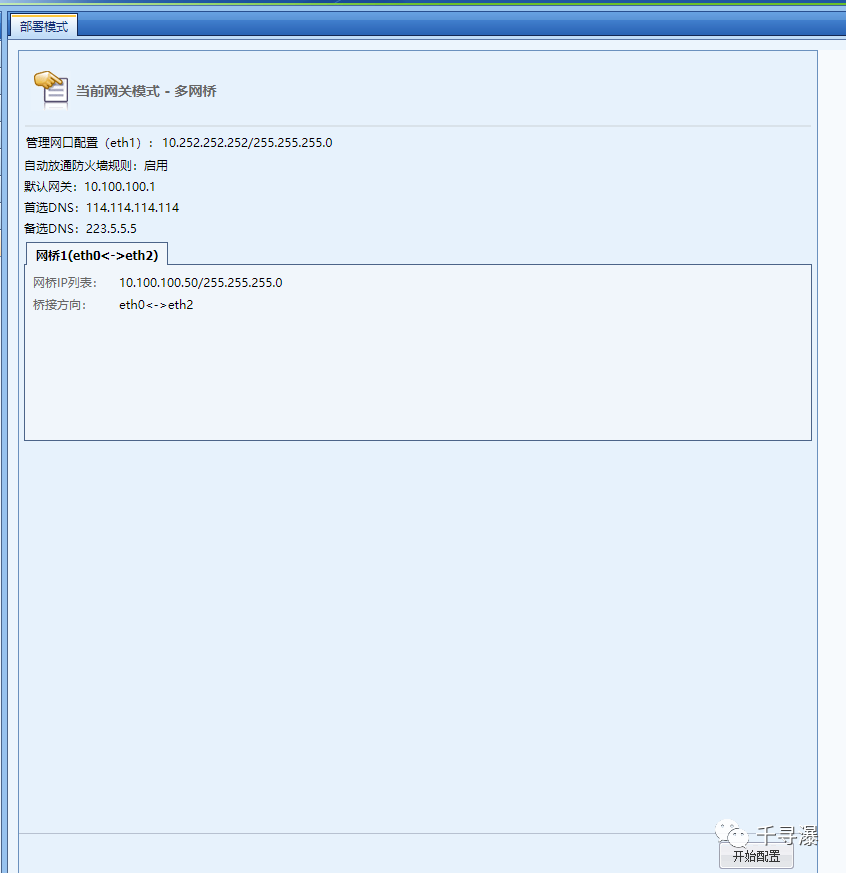 部署模式
当前网关模式 - 多网桥
管理网口配置（eth1）： 10.252.252.252/255.255.255.0
自动放通防火墙规则：启用
默认网关：10.100.100.1
首选DNS：114.114.114.114
备选DNS：223.5.5.5
网桥1(eth0<->eth2)
网桥IP列表： 10.100.100.50/255.255.255.0
桥接方向： eth0<->eth2
千寻瀑
开始配置